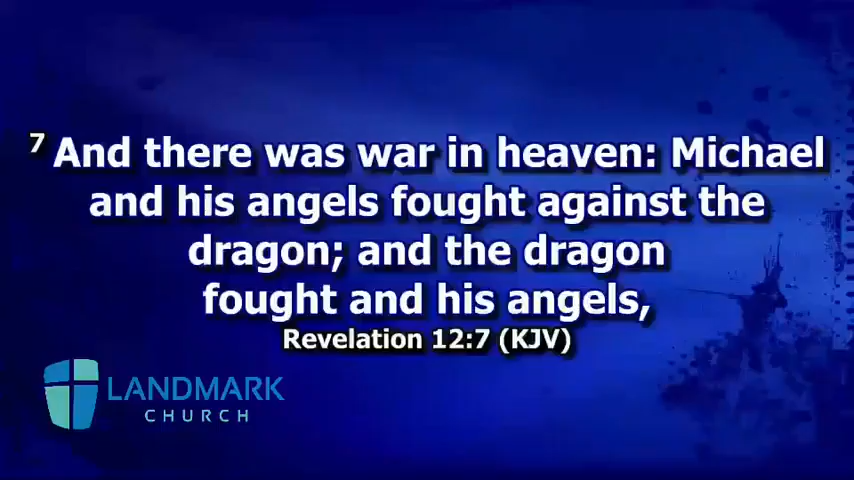 7 And there was war in heaven: Michael
and his angels fought against the
dragon; and the dragon
fought and his angels,
Revelation 12:7 (KJV)
LANDMARK
CHURCH